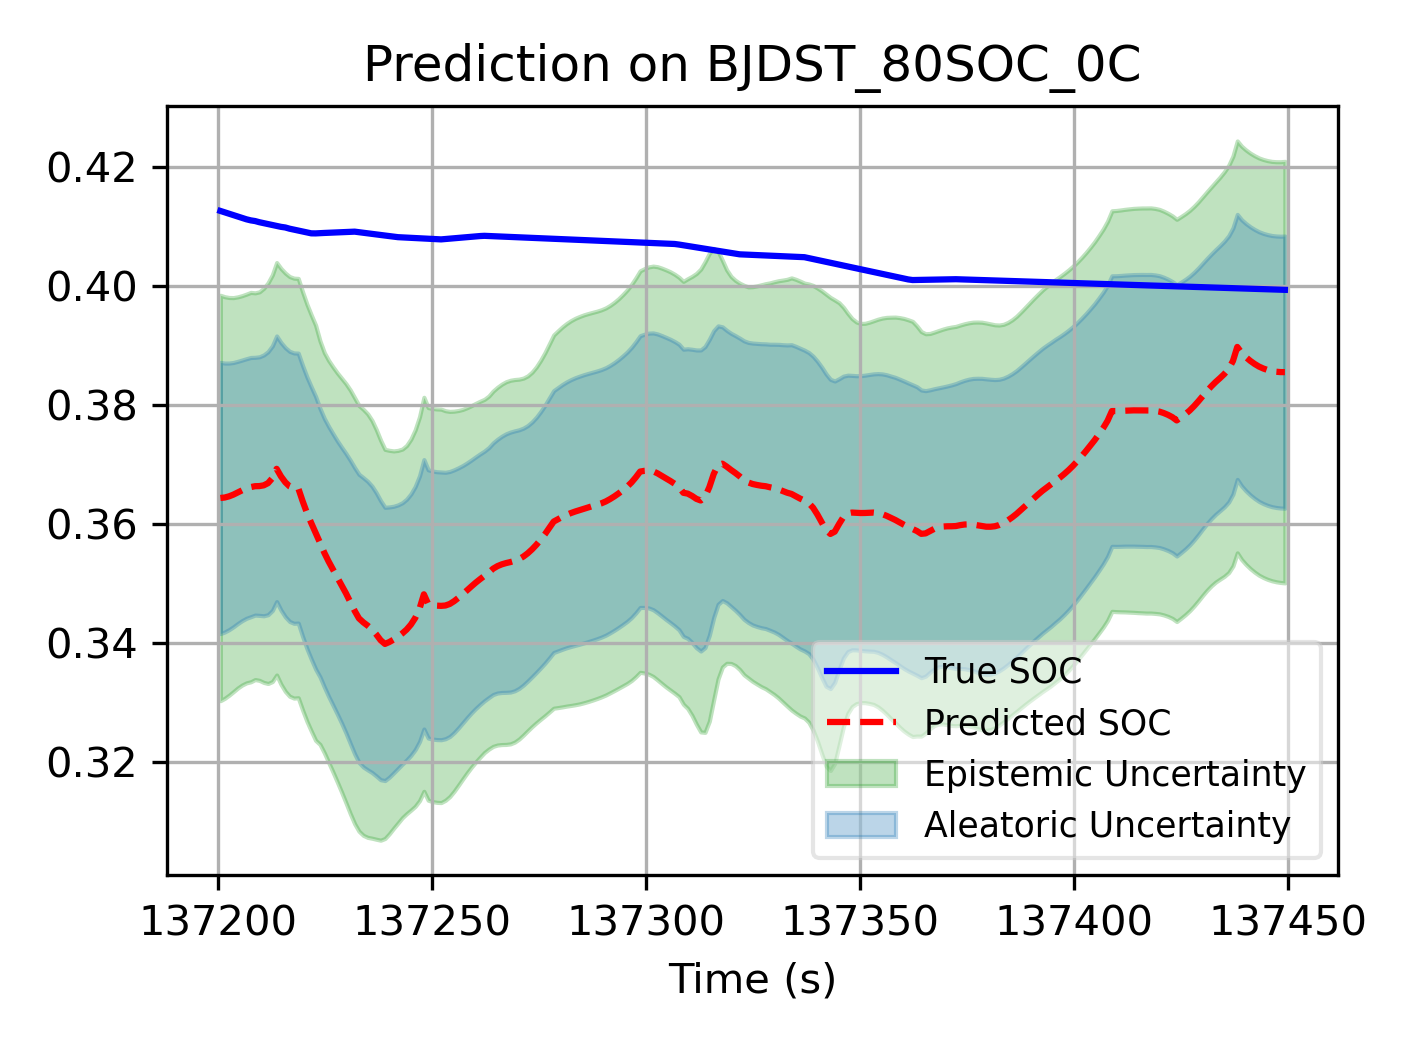 Prediction on BJDST_80SOC_0C
0.42
0.40
0.38
0.36
0.34
0.32
True SOC
Predicted SOC
Epistemic Uncertainty
Aleatoric Uncertainty
137200 137250 137300 137350 137400 137450
Time (s)